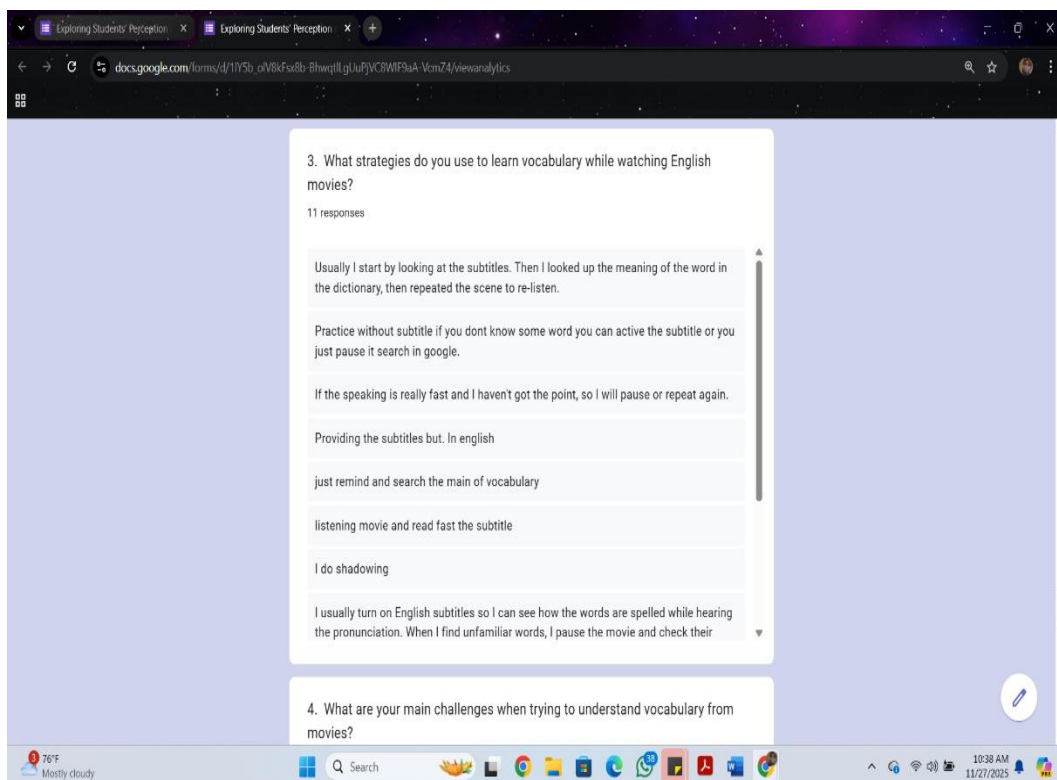 Exploring Students' Perception
Exploring Students' Perception
docs.google.com/forms/d/1IY5b_olV8kFsx8b-BhwqtlLgUuPjVC8WIF9aA-VcmZ4/viewanalytics
3. What strategies do you use to learn vocabulary while watching English
movies?
11 responses
Usually I start by looking at the subtitles. Then I looked up the meaning of the word in
the dictionary, then repeated the scene to re-listen.
Practice without subtitle if you dont know some word you can active the subtitle or you
just pause it search in google.
If the speaking is really fast and I haven't got the point, so I will pause or repeat again.
Providing the subtitles but. In english
just remind and search the main of vocabulary
listening movie and read fast the subtitle
I do shadowing
I usually turn on English subtitles so I can see how the words are spelled while hearing
the pronunciation. When I find unfamiliar words, I pause the movie and check their
4. What are your main challenges when trying to understand vocabulary from
movies?
3
76°F
Mostly cloudy
Search
38
10:38 AM
11/27/2025